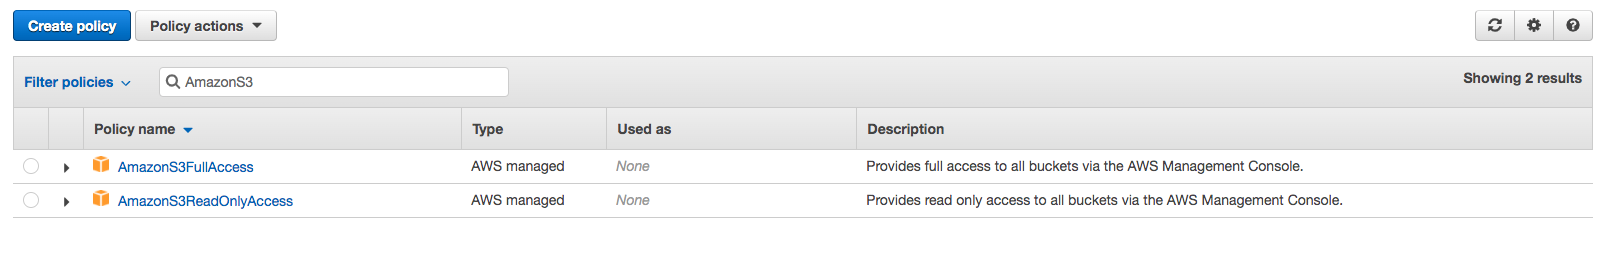 Create policy Policy actions
Filter policies AmazonS3 Showing 2 results
Policy name Type Used as Description
AmazonS3FullAccess AWS managed None Provides full access to all buckets via the AWS Management Console.
AmazonS3ReadOnlyAccess AWS managed None Provides read only access to all buckets via the AWS Management Console.